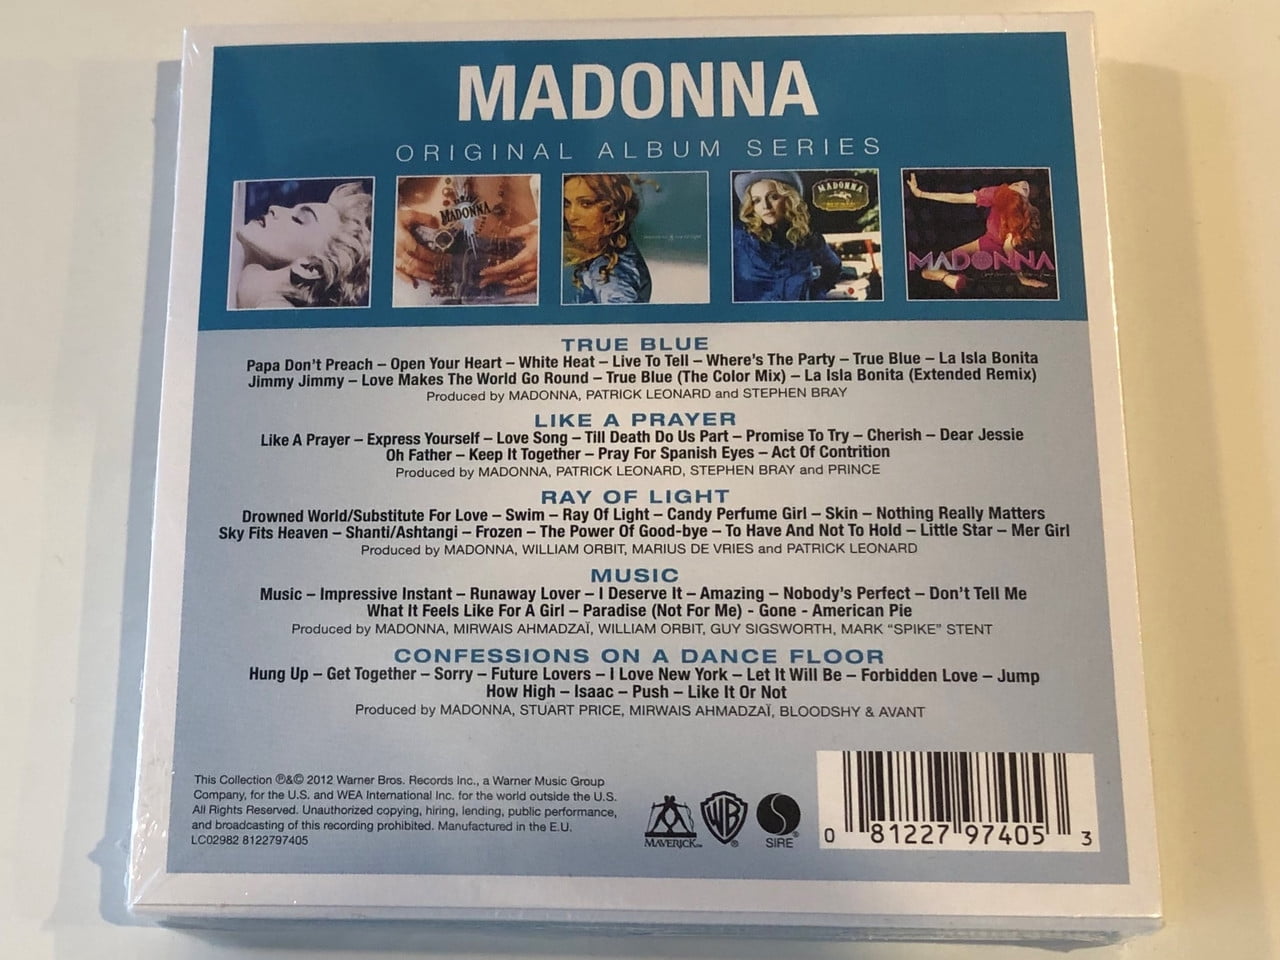 MADONNA
ORIGINAL ALBUM SERIES
MADONNA
MADONNA
MADONNA
TRUE BLUE
Papa Don't Preach – Open Your Heart – White Heat – Live To Tell – Where's The Party – True Blue – La Isla Bonita
Jimmy Jimmy – Love Makes The World Go Round – True Blue (The Color Mix) – La Isla Bonita (Extended Remix)
Produced by MADONNA, PATRICK LEONARD and STEPHEN BRAY
LIKE A PRAYER
Like A Prayer – Express Yourself – Love Song – Till Death Do Us Part – Promise To Try – Cherish – Dear Jessie
Oh Father – Keep It Together – Pray For Spanish Eyes – Act Of Contrition
Produced by MADONNA, PATRICK LEONARD, STEPHEN BRAY and PRINCE
RAY OF LIGHT
Drowned World/Substitute For Love – Swim – Ray Of Light – Candy Perfume Girl – Skin – Nothing Really Matters
Sky Fits Heaven – Shanti/Ashtangi – Frozen – The Power Of Good-bye – To Have And Not To Hold – Little Star – Mer Girl
Produced by MADONNA, WILLIAM ORBIT, MARIUS DE VRIES and PATRICK LEONARD
MUSIC
Music – Impressive Instant – Runaway Lover – I Deserve It – Amazing – Nobody's Perfect – Don't Tell Me
What It Feels Like For A Girl – Paradise (Not For Me) - Gone - American Pie
Produced by MADONNA, MIRWAIS AHMADZAÏ, WILLIAM ORBIT, GUY SIGSWORTH, MARK "SPIKE" STENT
CONFESSIONS ON A DANCE FLOOR
Hung Up – Get Together – Sorry – Future Lovers – I Love New York – Let It Will Be – Forbidden Love – Jump
How High – Isaac – Push – Like It Or Not
Produced by MADONNA, STUART PRICE, MIRWAIS AHMADZAÏ, BLOODSHY & AVANT
This Collection ℗&© 2012 Warner Bros. Records Inc., a Warner Music Group
Company, for the U.S. and WEA International Inc. for the world outside the U.S.
All Rights Reserved. Unauthorized copying, hiring, lending, public performance,
and broadcasting of this recording prohibited. Manufactured in the E.U.
LC02982 8122797405
MAVERICK™
WB®
SIRE®
0 81227 97405 3